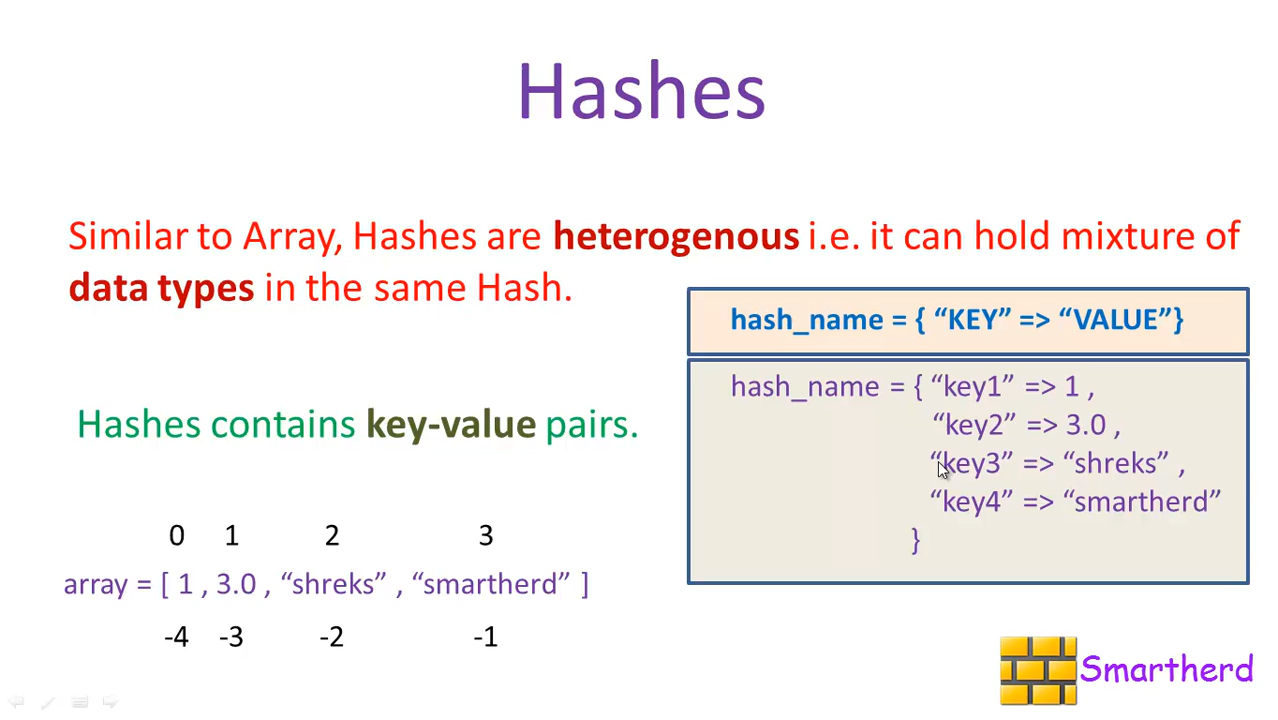 Hashes
Similar to Array, Hashes are heterogenous i.e. it can hold mixture of
data types in the same Hash.
hash_name = { “KEY” => “VALUE”}
hash_name = { “key1” => 1 ,
“key2” => 3.0 ,
“key3” => “shreks” ,
“key4” => “smartherd”
}
Hashes contains key-value pairs.
0 1 2 3
array = [ 1 , 3.0 , “shreks” , “smartherd” ]
-4 -3 -2 -1
Smartherd